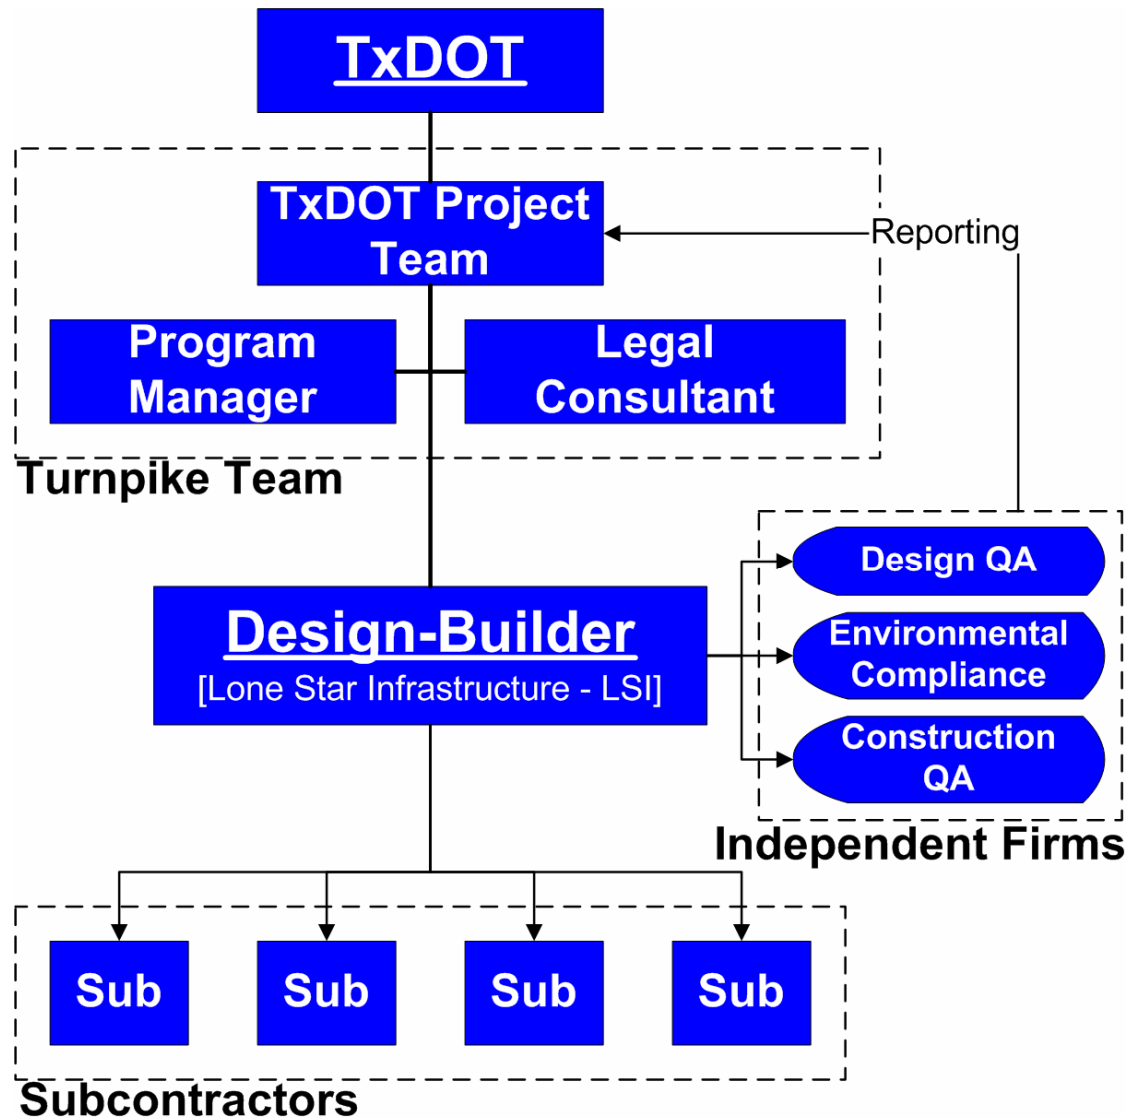 TxDOT
TxDOT Project
Team
Reporting
Program
Manager
Legal
Consultant
Turnpike Team
Design QA
Environmental
Compliance
Construction
QA
Independent Firms
Design-Builder
[Lone Star Infrastructure - LSI]
Sub
Sub
Sub
Sub
Subcontractors